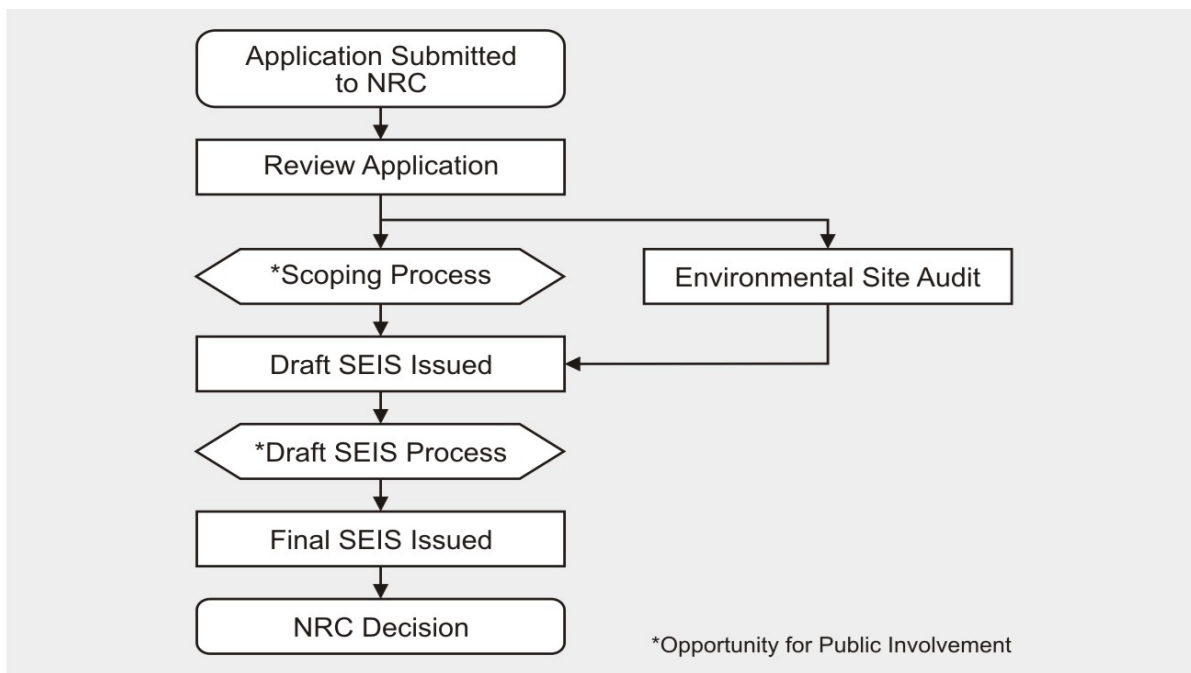 Application Submitted
to NRC
Review Application
*Scoping Process
Environmental Site Audit
Draft SEIS Issued
*Draft SEIS Process
Final SEIS Issued
NRC Decision
*Opportunity for Public Involvement